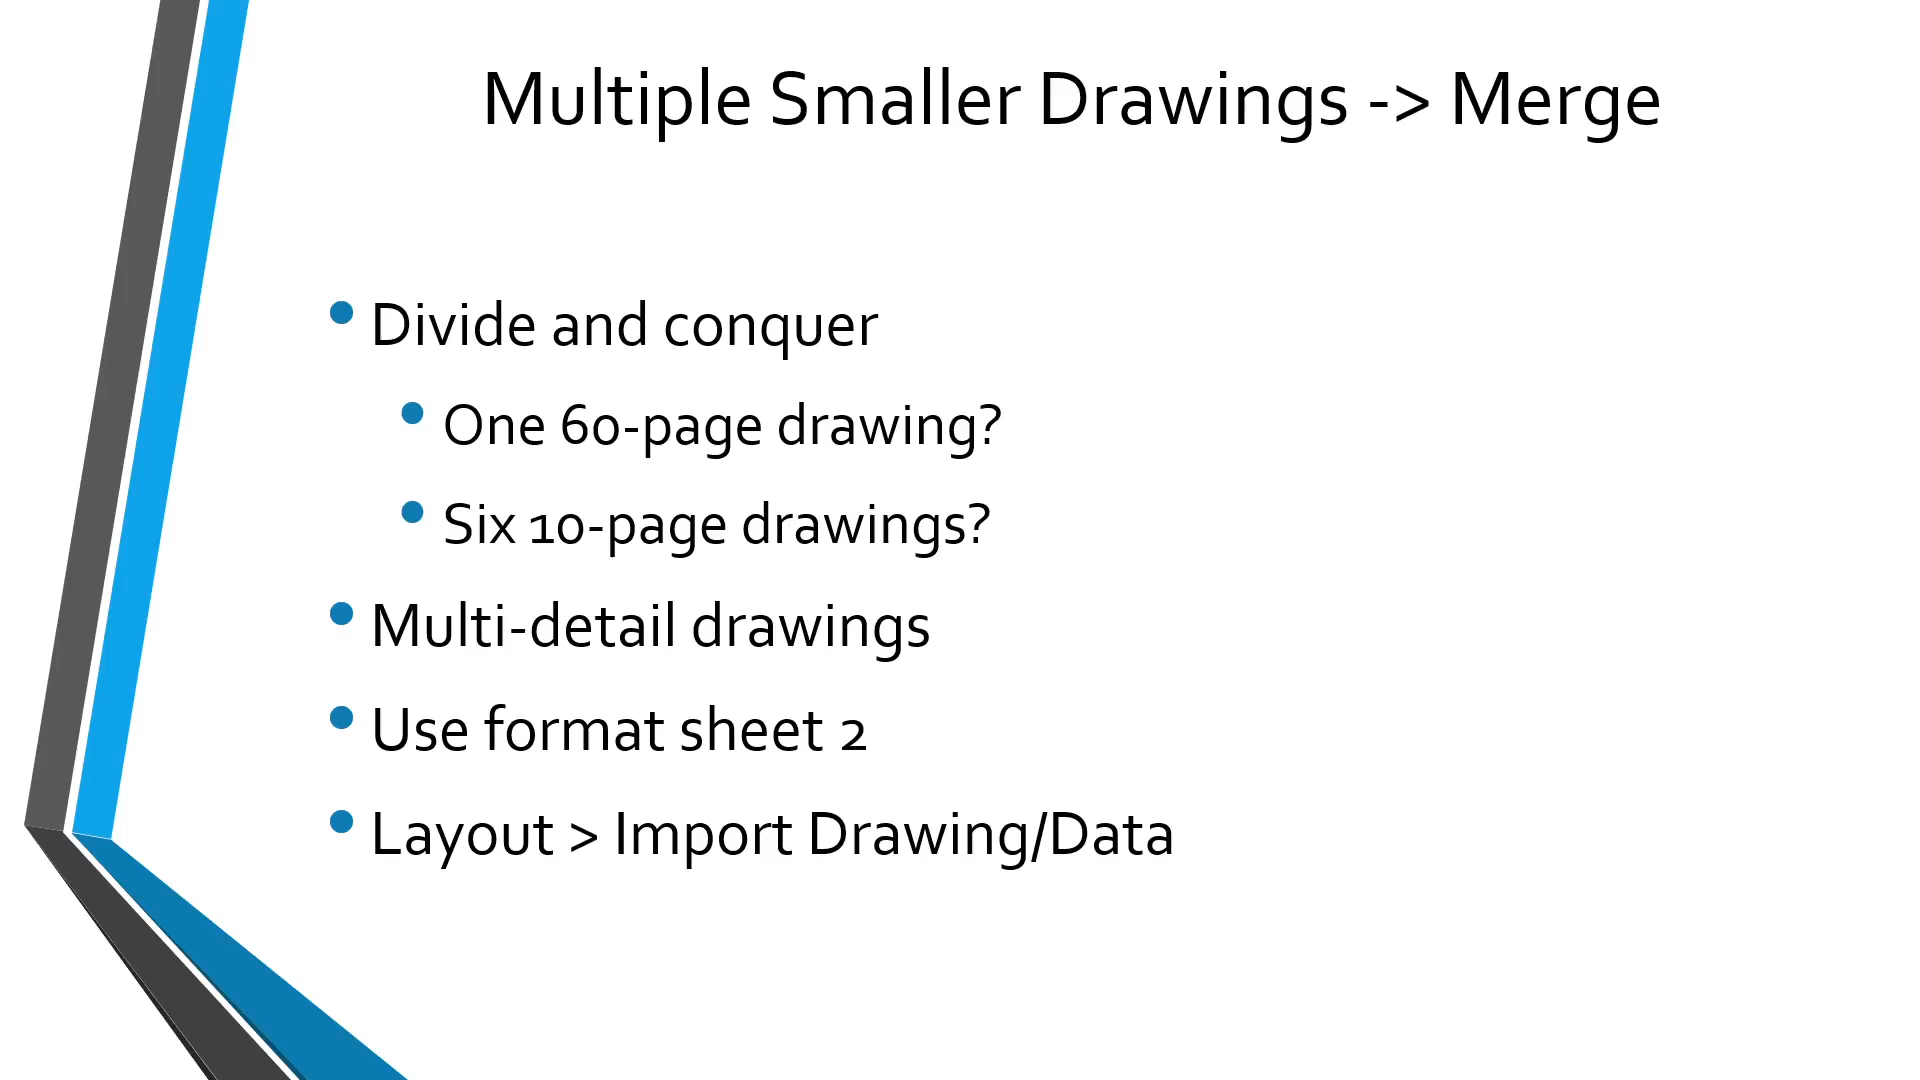 Multiple Smaller Drawings -> Merge
• Divide and conquer
• One 60-page drawing?
• Six 10-page drawings?
• Multi-detail drawings
• Use format sheet 2
• Layout > Import Drawing/Data